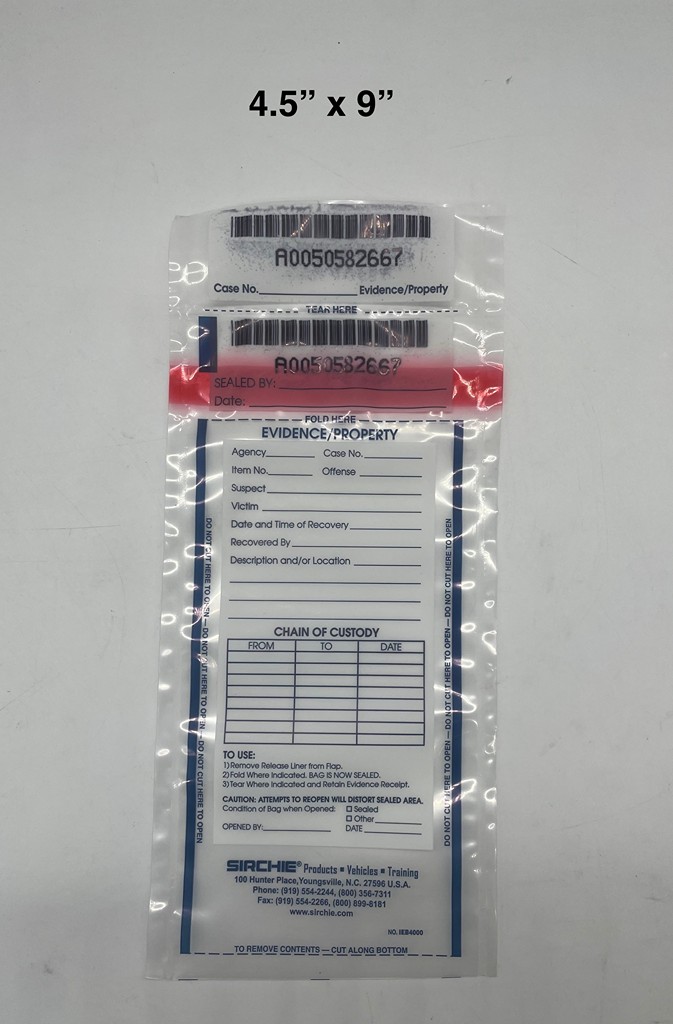 4.5” x 9”
A0050582667
Case No. Evidence/Property
TEAR HERE
A0050582667
SEALED BY:
Date:
FOLD HERE
EVIDENCE/PROPERTY
Agency Case No.
Item No. Offense
Suspect
Victim
Date and Time of Recovery
Recovered By
Description and/or Location
CHAIN OF CUSTODY
FROM TO DATE
TO USE:
1) Remove Release Liner from Flap.
2) Fold Where Indicated. BAG IS NOW SEALED.
3) Tear Where Indicated and Retain Evidence Receipt.
CAUTION: ATTEMPTS TO REOPEN WILL DISTORT SEALED AREA.
Condition of Bag when Opened: ☐ Sealed
☐ Other
OPENED BY: DATE
SIRCHIE® Products ▪ Vehicles ▪ Training
100 Hunter Place, Youngsville, N.C. 27596 U.S.A.
Phone: (919) 554-2244, (800) 356-7311
Fax: (919) 554-2266, (800) 899-8181
www.sirchie.com
NO. IEB4000
TO REMOVE CONTENTS — CUT ALONG BOTTOM
DO NOT CUT HERE TO OPEN — DO NOT CUT HERE TO OPEN — DO NOT CUT HERE TO OPEN
DO NOT CUT HERE TO OPEN — DO NOT CUT HERE TO OPEN — DO NOT CUT HERE TO OPEN